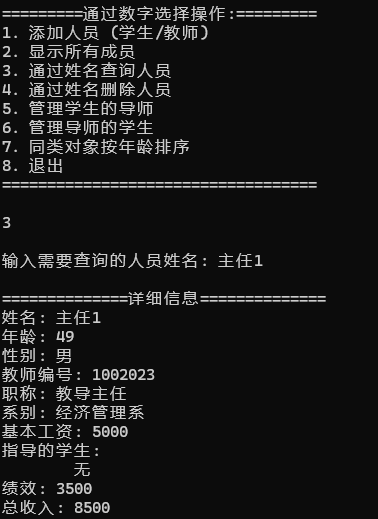 =========通过数字选择操作:=========
1. 添加人员 (学生/教师)
2. 显示所有成员
3. 通过姓名查询人员
4. 通过姓名删除人员
5. 管理学生的导师
6. 管理导师的学生
7. 同类对象按年龄排序
8. 退出
===================================
3
输入需要查询的人员姓名: 主任1
==============详细信息==============
姓名: 主任1
年龄: 49
性别: 男
教师编号: 1002023
职称: 教导主任
系别: 经济管理系
基本工资: 5000
指导的学生:
无
绩效: 3500
总收入: 8500